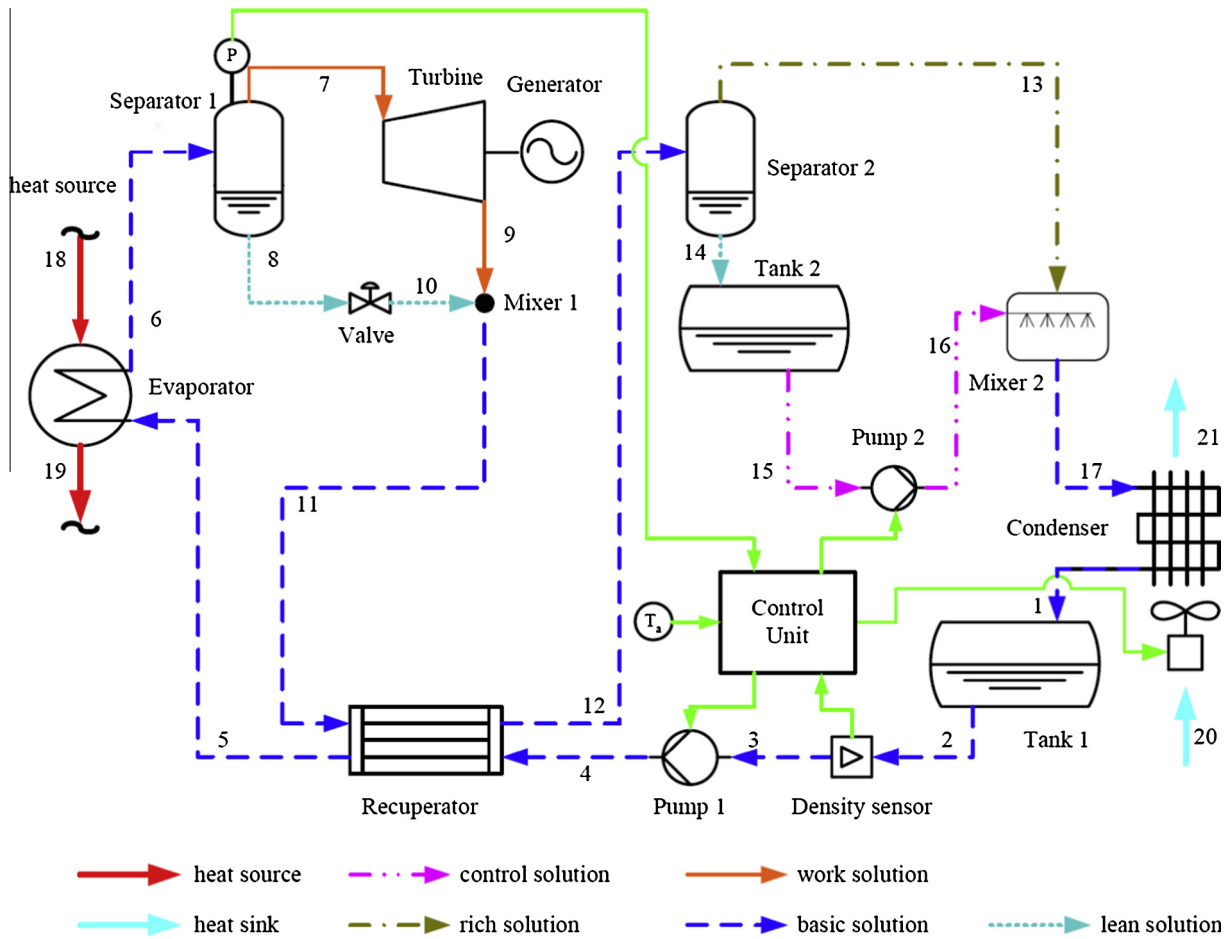 P
7
Turbine
Generator
13
Separator 1
Separator 2
heat source
18
8
9
14
Tank 2
10
Mixer 1
6
Valve
16
Evaporator
Mixer 2
Pump 2
21
19
15
17
11
Condenser
Ta
Control
Unit
1
12
5
4
3
2
Tank 1
20
Recuperator
Pump 1
Density sensor
heat source
control solution
work solution
heat sink
rich solution
basic solution
lean solution